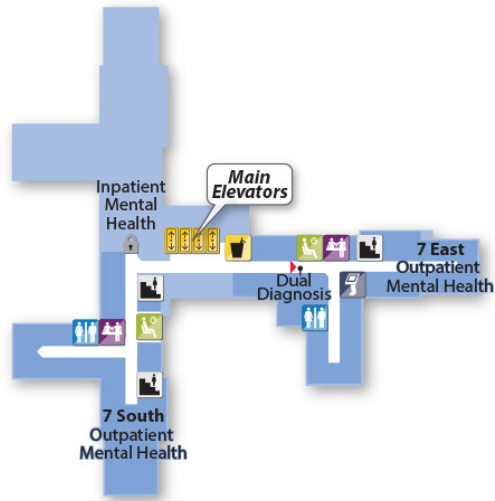 Main
Elevators
Inpatient
Mental
Health
7 East
Outpatient
Mental Health
Dual
Diagnosis
7 South
Outpatient
Mental Health